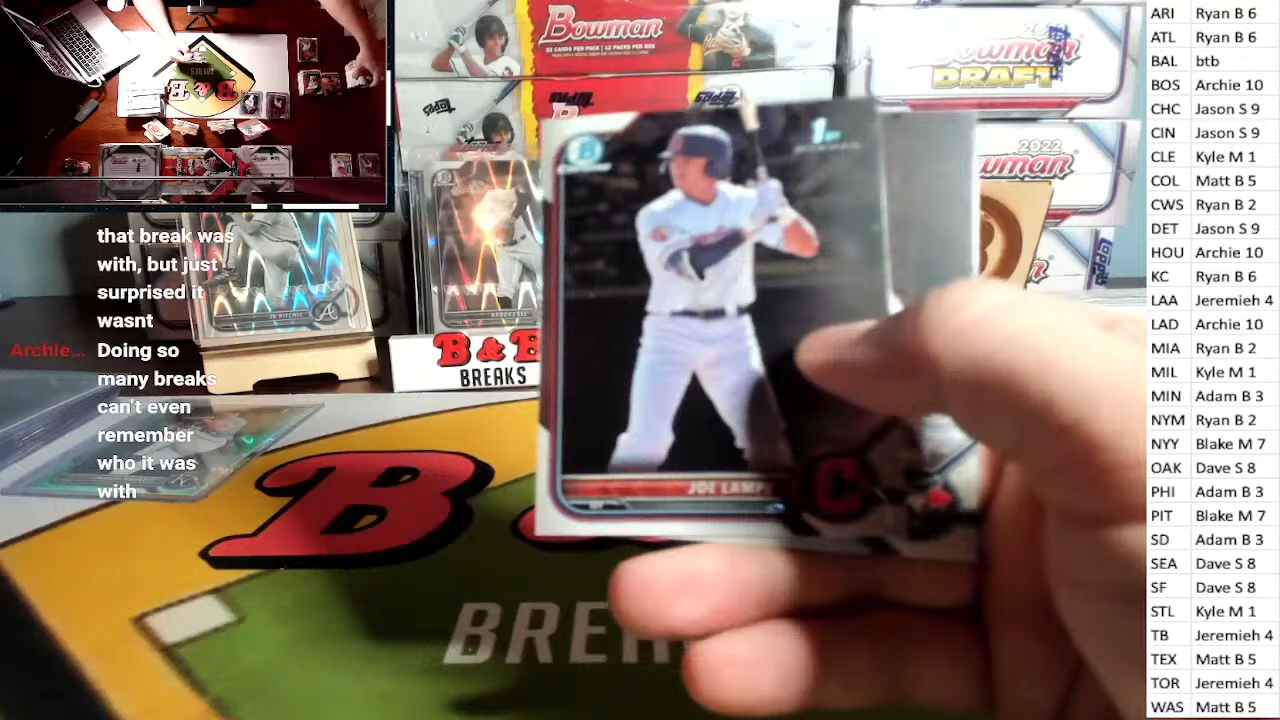 Bowman
52 CARDS PER PACK | 12 PACKS PER BOX
Topps
DRAFT
2022
B & B
BREAKS
1st
JOE LAMP
that break was
with, but just
surprised it
wasnt
Archie... Doing so
many breaks
can't even
remember
who it was
with
B
ARI Ryan B 6
ATL Ryan B 6
BAL btb
BOS Archie 10
CHC Jason S 9
CIN Jason S 9
CLE Kyle M 1
COL Matt B 5
CWS Ryan B 2
DET Jason S 9
HOU Archie 10
KC Ryan B 6
LAA Jeremieh 4
LAD Archie 10
MIA Ryan B 2
MIL Kyle M 1
MIN Adam B 3
NYM Ryan B 2
NYY Blake M 7
OAK Dave S 8
PHI Adam B 3
PIT Blake M 7
SD Adam B 3
SEA Dave S 8
SF Dave S 8
STL Kyle M 1
TB Jeremieh 4
TEX Matt B 5
TOR Jeremieh 4
WAS Matt B 5